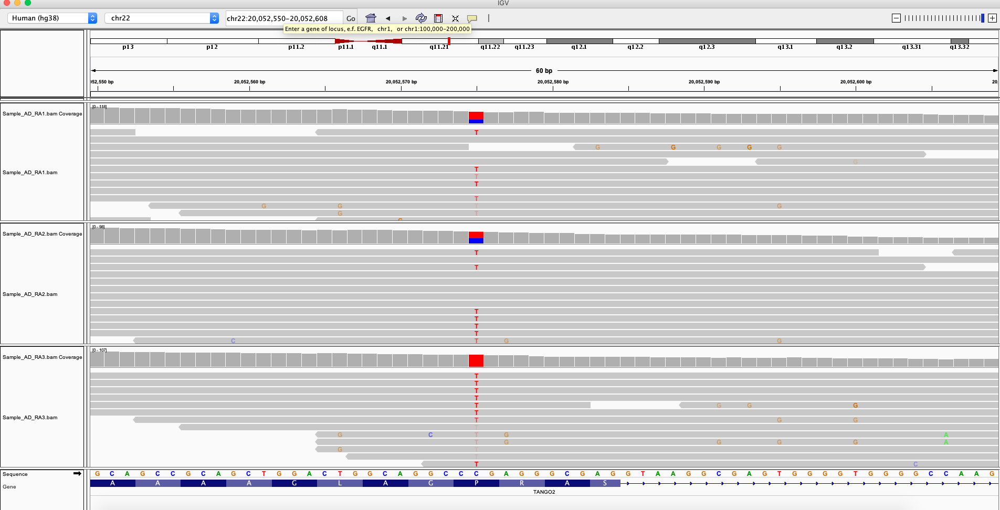 IGV
Human (hg38) chr22 chr22:20,052,550-20,052,608 Go
Enter a gene of locus, e.f. EGFR, chr1, or chr1:100,000-200,000
p13 p12 p11.2 p11.1 q11.1 q11.21 q11.22 q11.23 q12.1 q12.2 q12.3 q13.1 q13.2 q13.31 q13.32
60 bp
052,550 bp 20,052,560 bp 20,052,570 bp 20,052,580 bp 20,052,590 bp 20,052,600 bp 20,
[0 - 118]
Sample_AD_RA1.bam Coverage
T
G G G G G
G
Sample_AD_RA1.bam
T
T
T
T
G G T G
G T
G
[0 - 98]
Sample_AD_RA2.bam Coverage
T
T
Sample_AD_RA2.bam
T
T
T
T
C T G G
[0 - 107]
Sample_AD_RA3.bam Coverage
T
T
T
T
T G G G
T
Sample_AD_RA3.bam
T G G
T
G C T G A
T G G G G A
G T
T
T C
Sequence G C A G C C G C A G C T G G A C T G G C A G G C C C G A G G G C G A G G T A A G G C G A G T G G G G T G G G G C C A A G
Gene A A A A G L A G P R A S
TANGO2